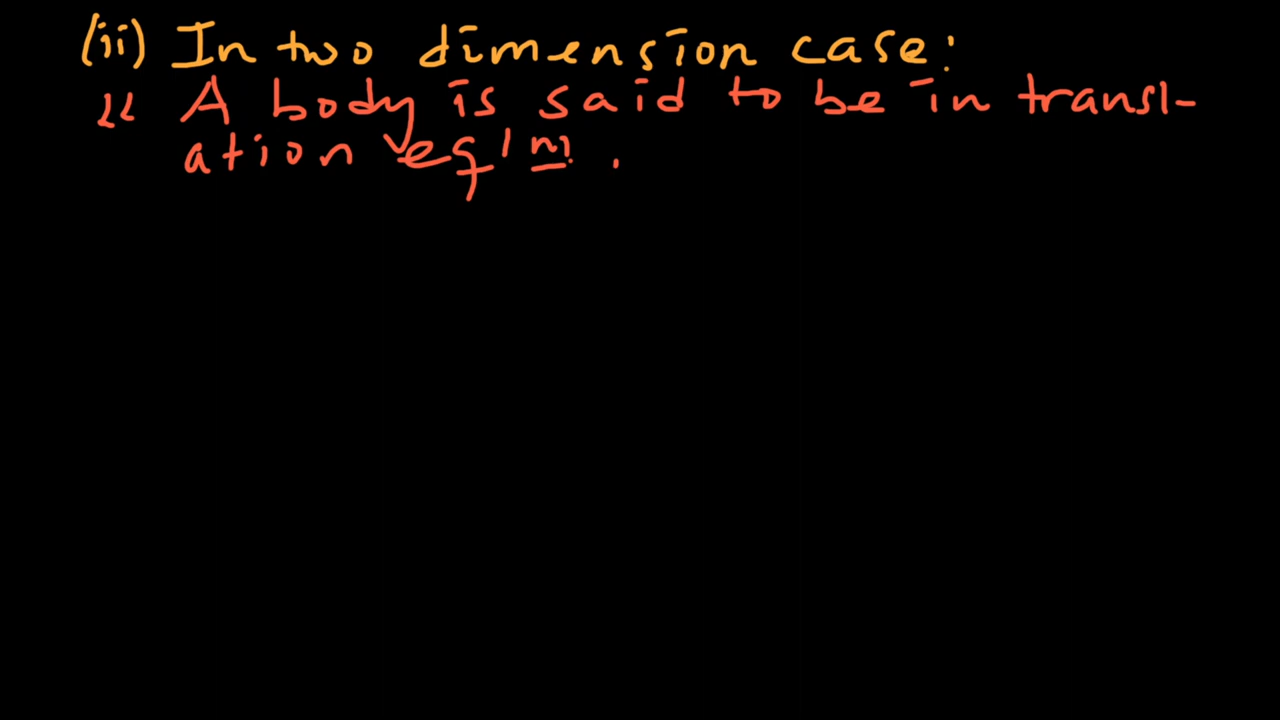 (ii) In two dimension case:
“ A body is said to be in transl-
ation eq'm .